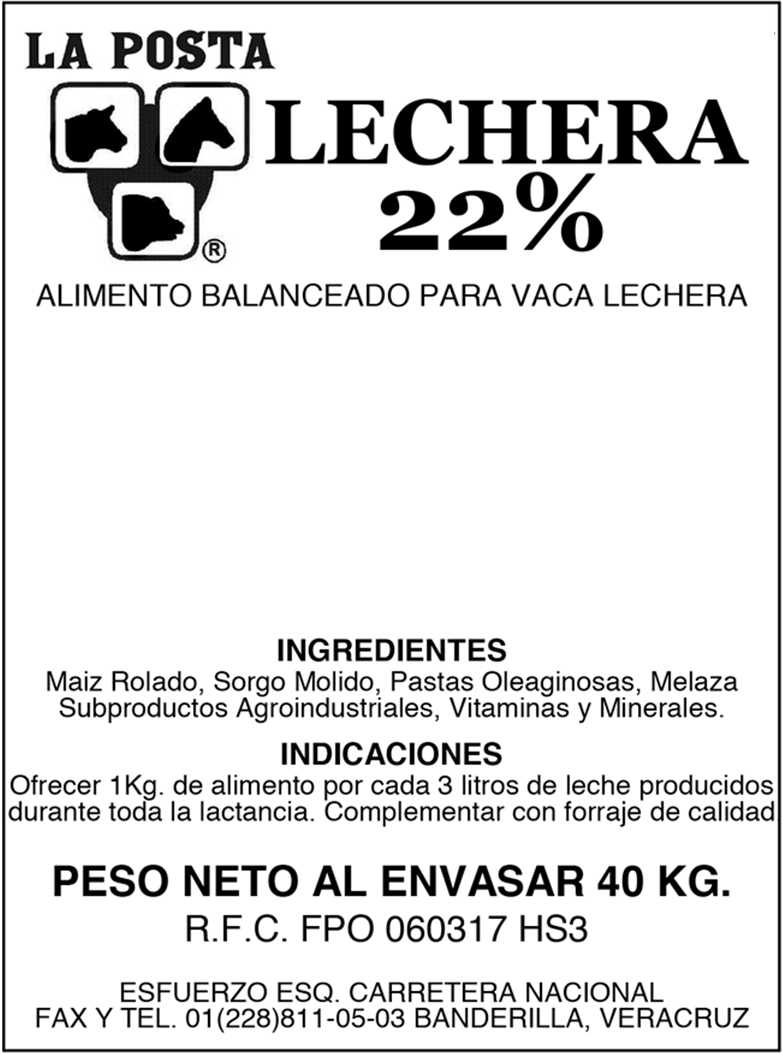 LA POSTA
LECHERA
22%
®
ALIMENTO BALANCEADO PARA VACA LECHERA
INGREDIENTES
Maiz Rolado, Sorgo Molido, Pastas Oleaginosas, Melaza
Subproductos Agroindustriales, Vitaminas y Minerales.
INDICACIONES
Ofrecer 1Kg. de alimento por cada 3 litros de leche producidos
durante toda la lactancia. Complementar con forraje de calidad
PESO NETO AL ENVASAR 40 KG.
R.F.C. FPO 060317 HS3
ESFUERZO ESQ. CARRETERA NACIONAL
FAX Y TEL. 01(228)811-05-03 BANDERILLA, VERACRUZ